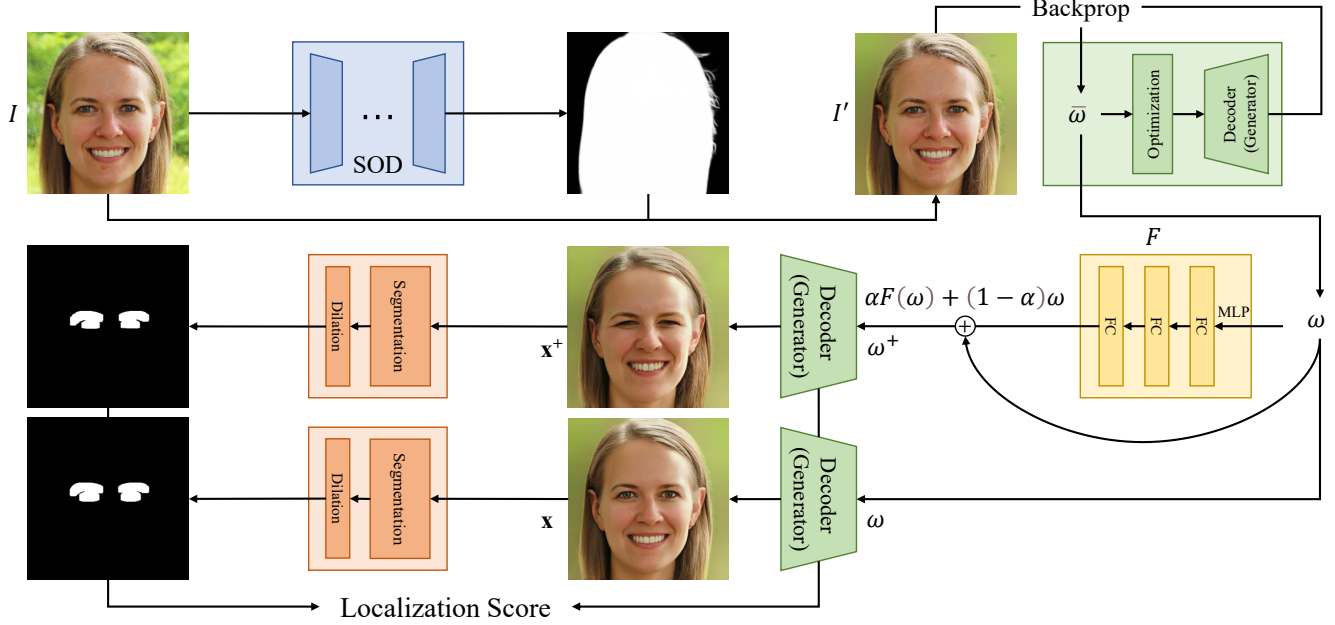 Backprop
I
...
SOD
I′
ω̅
Optimization
Decoder
(Generator)
F
Dilation
Segmentation
x⁺
Decoder
(Generator)
αF(ω) + (1 − α)ω
+
ω⁺
FC
FC
FC
MLP
ω
Dilation
Segmentation
x
Decoder
(Generator)
ω
Localization Score